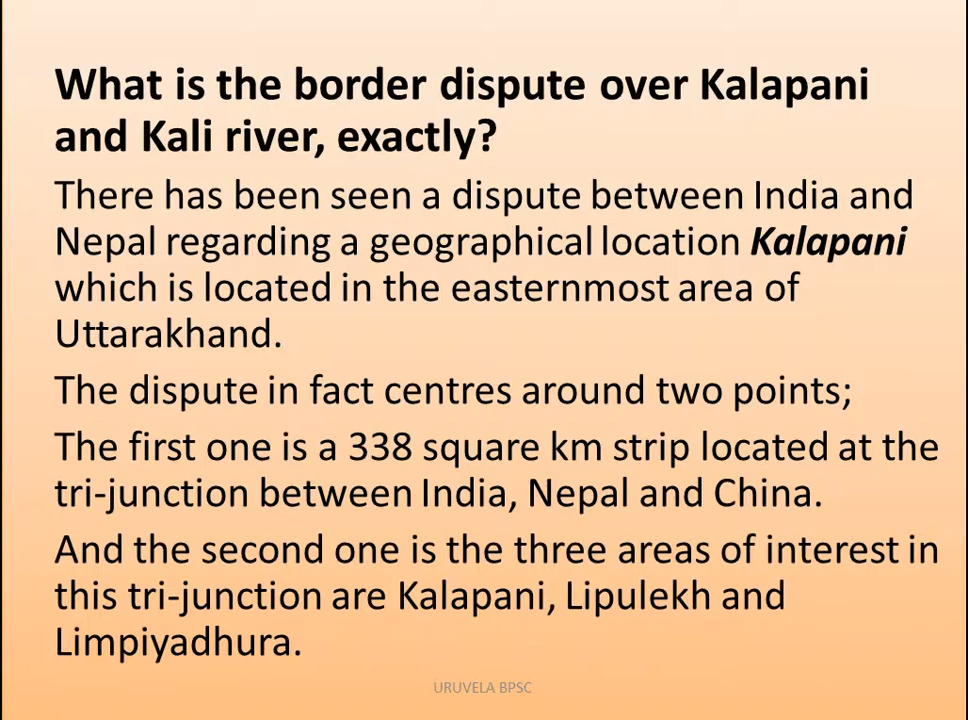 What is the border dispute over Kalapani
and Kali river, exactly?
There has been seen a dispute between India and
Nepal regarding a geographical location Kalapani
which is located in the easternmost area of
Uttarakhand.
The dispute in fact centres around two points;
The first one is a 338 square km strip located at the
tri-junction between India, Nepal and China.
And the second one is the three areas of interest in
this tri-junction are Kalapani, Lipulekh and
Limpiyadhura.
URUVELA BPSC